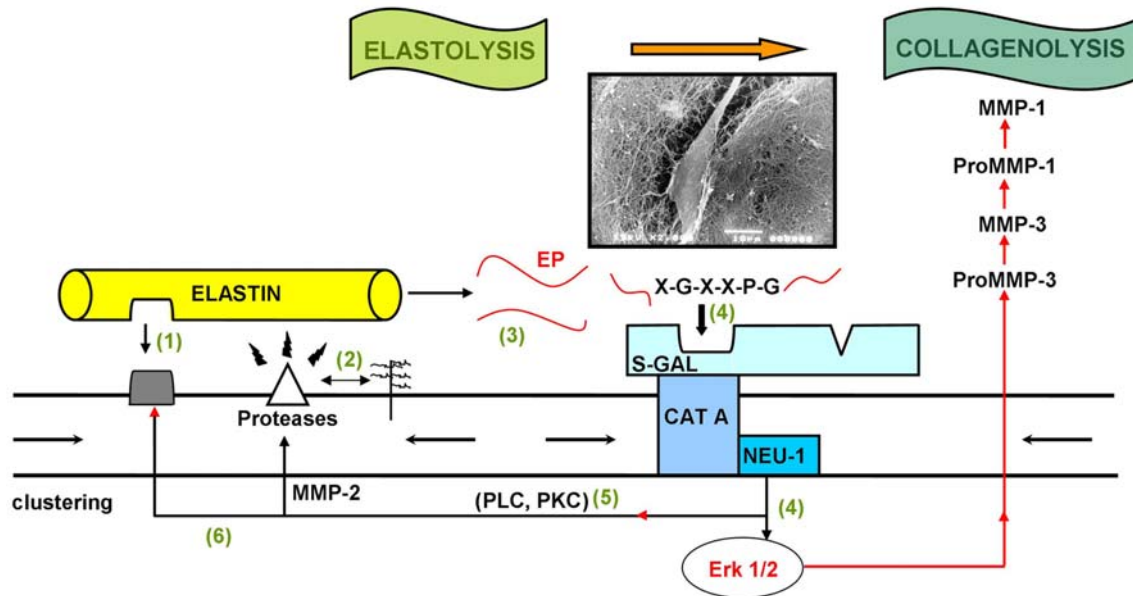 ELASTOLYSIS
COLLAGENOLYSIS
MMP-1
ProMMP-1
MMP-3
ProMMP-3
EP
X-G-X-X-P-G
ELASTIN
(1)
(2)
(3)
(4)
S-GAL
Proteases
CAT A
NEU-1
clustering
MMP-2
(PLC, PKC) (5)
(4)
(6)
Erk 1/2